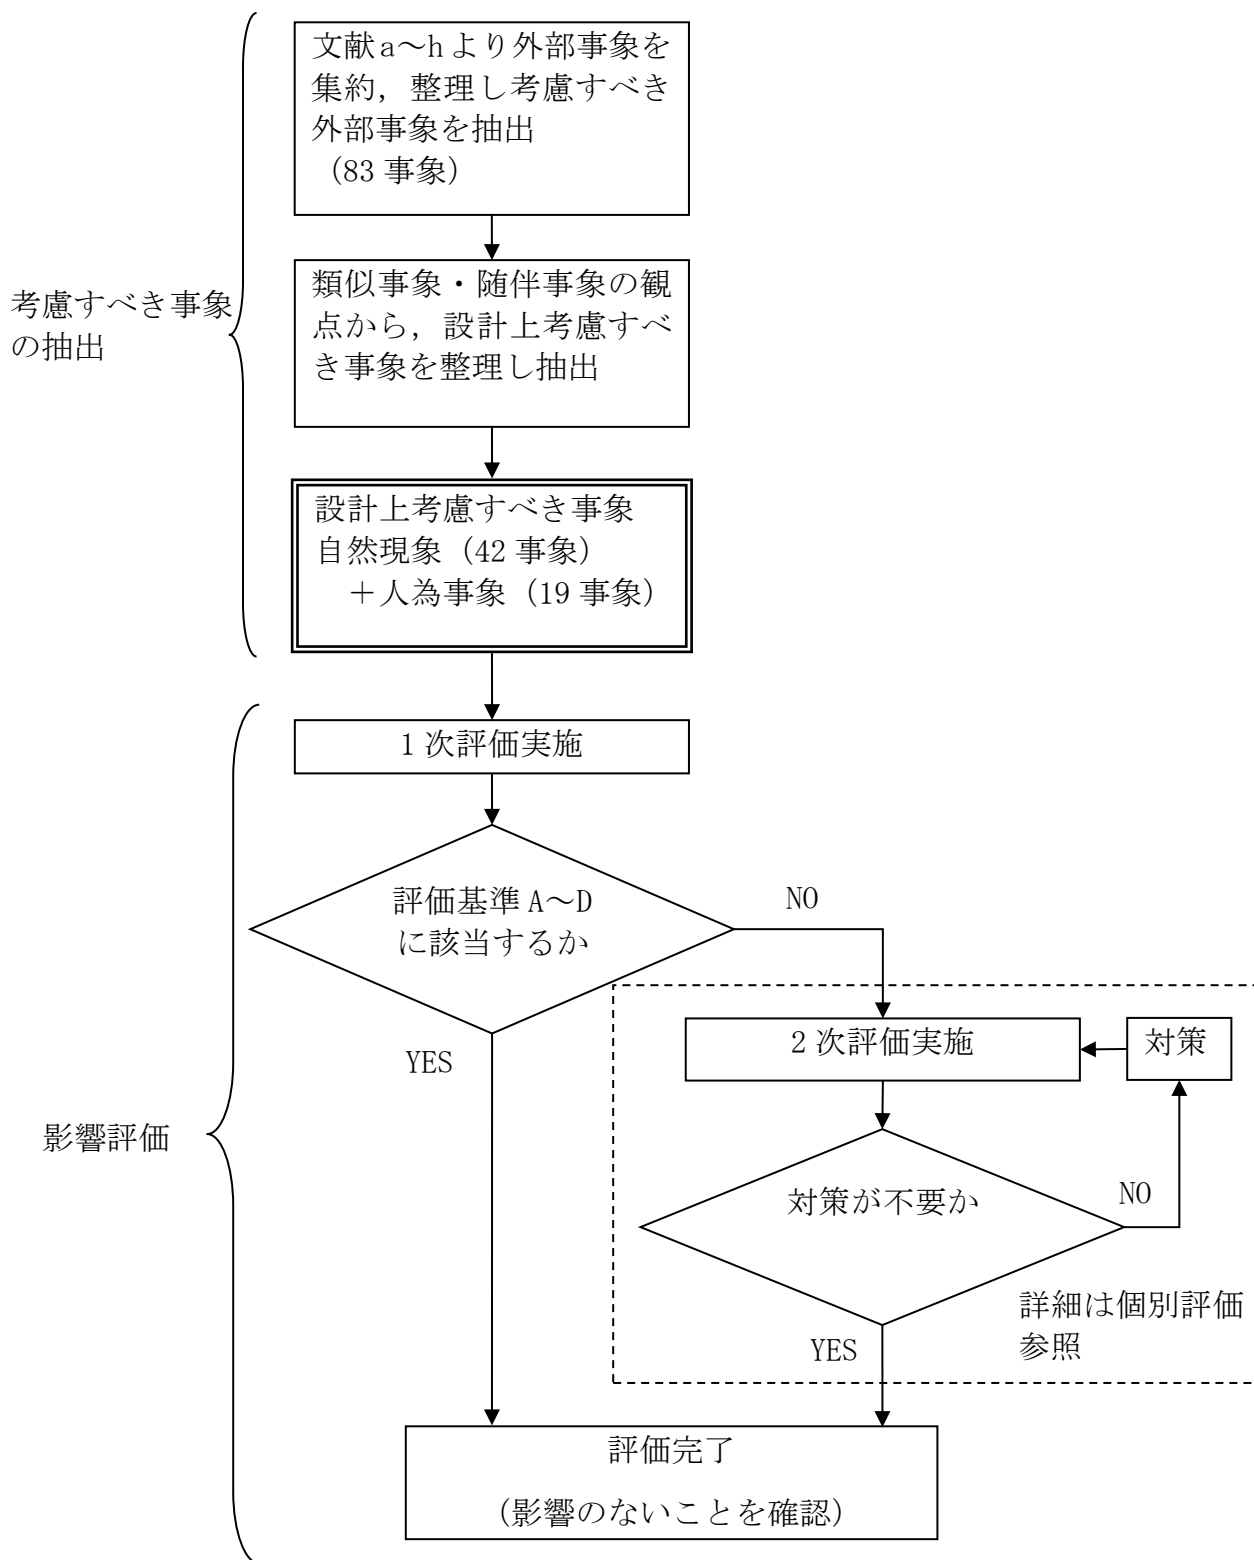 文献a～hより外部事象を
集約，整理し考慮すべき
外部事象を抽出
（83事象）
考慮すべき事象
の抽出
類似事象・随伴事象の観
点から，設計上考慮すべ
き事象を整理し抽出
設計上考慮すべき事象
自然現象（42事象）
＋人為事象（19事象）
1次評価実施
評価基準A～D
に該当するか
NO
YES
2次評価実施
対策
影響評価
対策が不要か
NO
詳細は個別評価
参照
YES
評価完了
（影響のないことを確認）